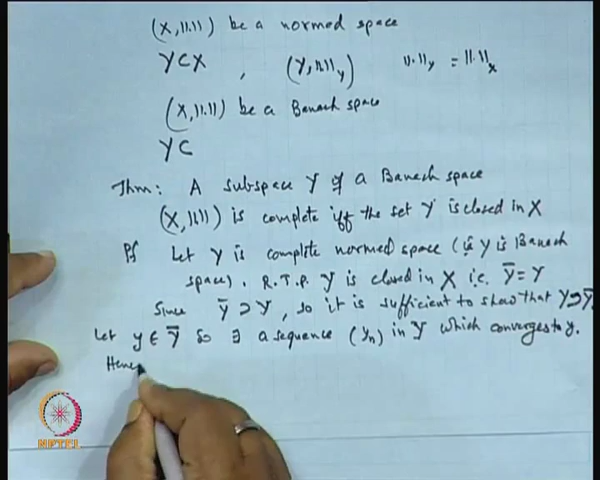 (X, ||.||) be a normed space
Y⊂X , (Y, ||.||_Y) ||.||_Y = ||.||_X
(X, ||.||) be a Banach space
Y⊂
Thm: A subspace Y of a Banach space
(X, ||.||) is complete iff the set Y is closed in X
Pf Let Y is complete normed space (ie Y is Banach
space). R.T.P. Y is closed in X i.e. Y̅ = Y
Since Y̅ ⊃ Y, so it is sufficient to show that Y ⊃ Y̅.
Let y ∈ Y̅ So ∃ a sequence (yn) in Y which converges to y.
Hence
NPTEL